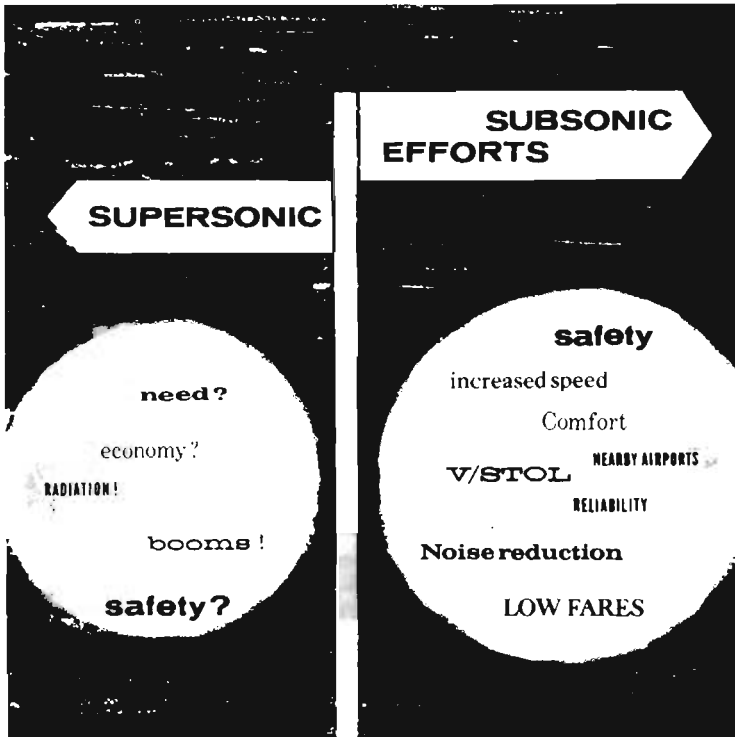 SUBSONIC
EFFORTS
SUPERSONIC
need?
economy?
RADIATION!
booms!
safety?
safety
increased speed
Comfort
NEARBY AIRPORTS
V/STOL
RELIABILITY
Noise reduction
LOW FARES